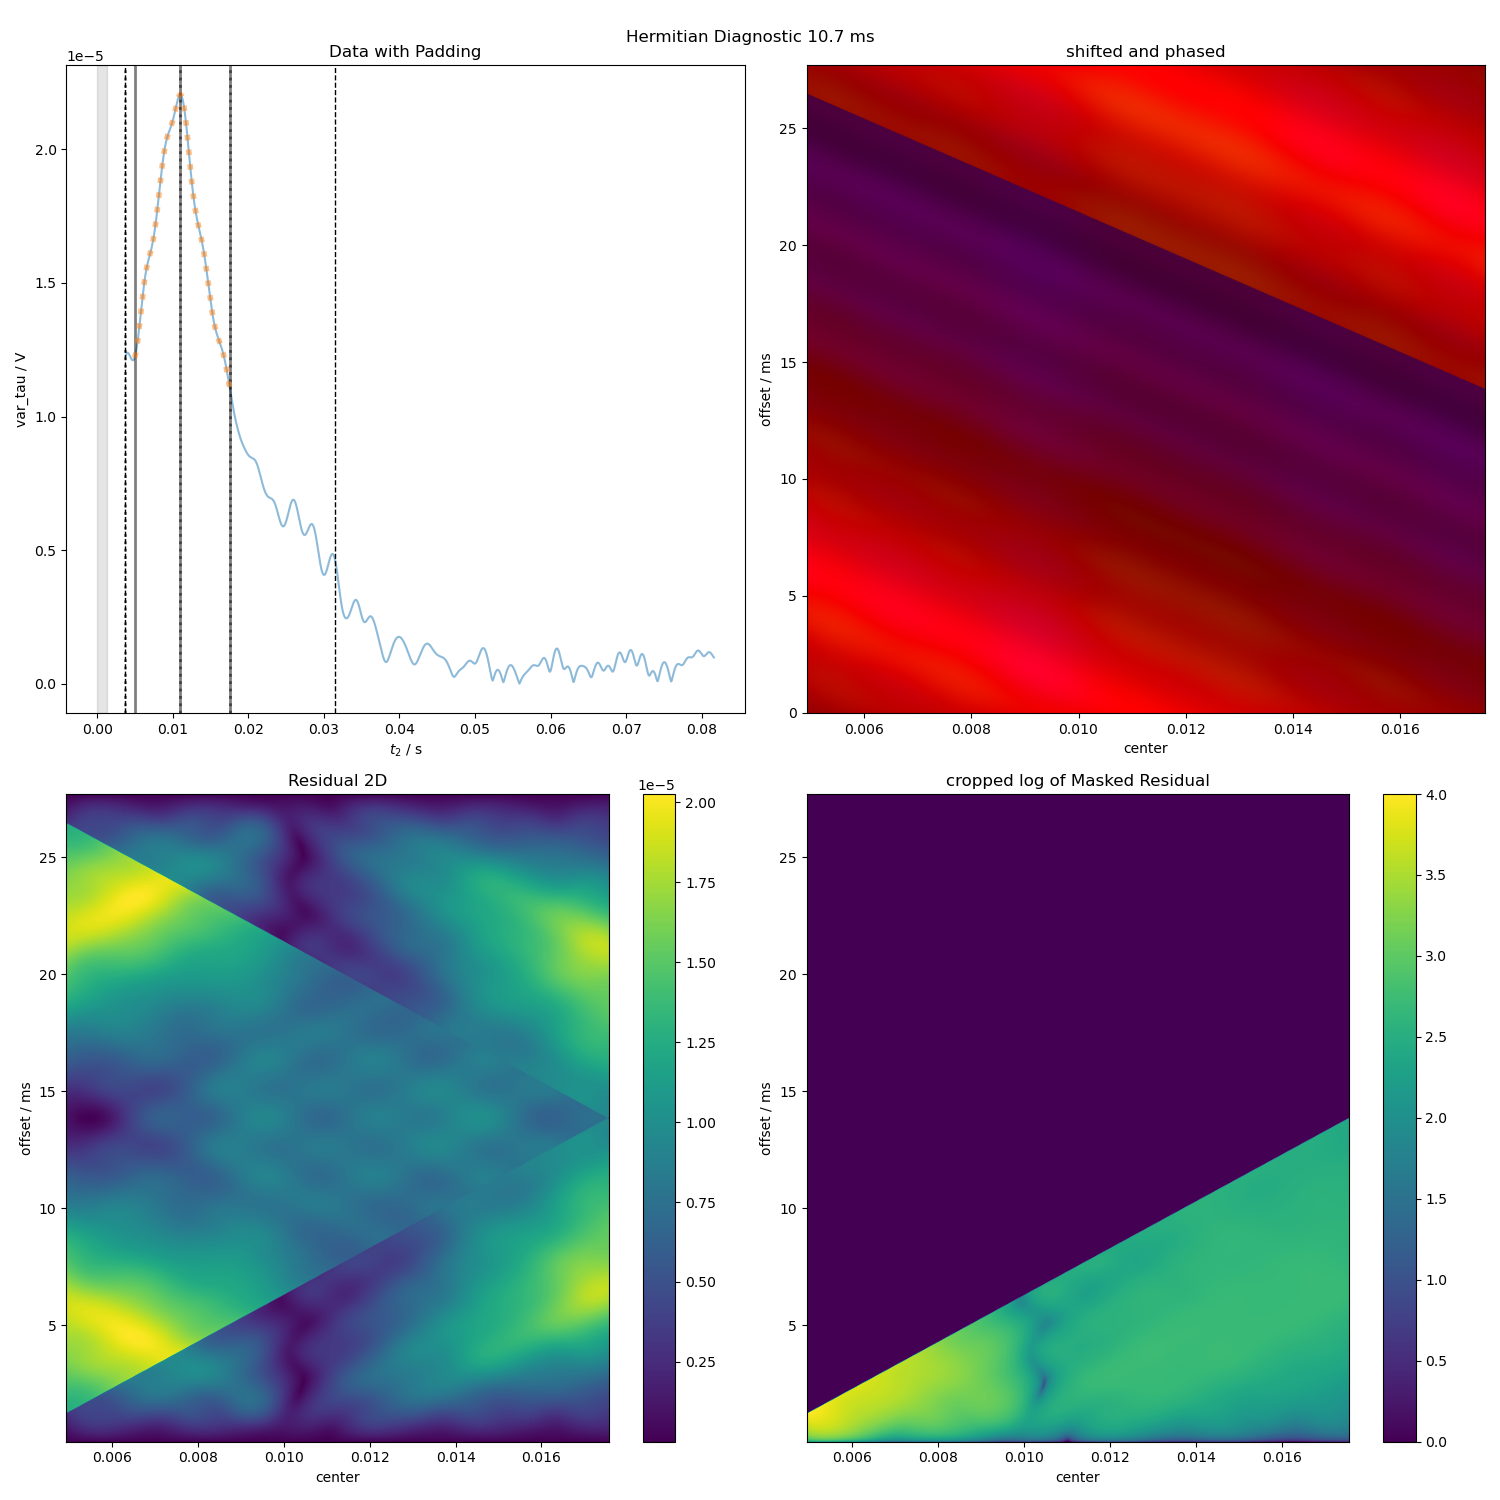 Hermitian Diagnostic 10.7 ms
Data with Padding
1e−5
2.0
1.5
1.0
0.5
0.0
var_tau / V
0.00 0.01 0.02 0.03 0.04 0.05 0.06 0.07 0.08
t2 / s
shifted and phased
25
20
15
10
5
0
offset / ms
0.006 0.008 0.010 0.012 0.014 0.016
center
Residual 2D
25
20
15
10
5
offset / ms
0.006 0.008 0.010 0.012 0.014 0.016
center
1e−5
2.00
1.75
1.50
1.25
1.00
0.75
0.50
0.25
cropped log of Masked Residual
25
20
15
10
5
offset / ms
0.006 0.008 0.010 0.012 0.014 0.016
center
4.0
3.5
3.0
2.5
2.0
1.5
1.0
0.5
0.0